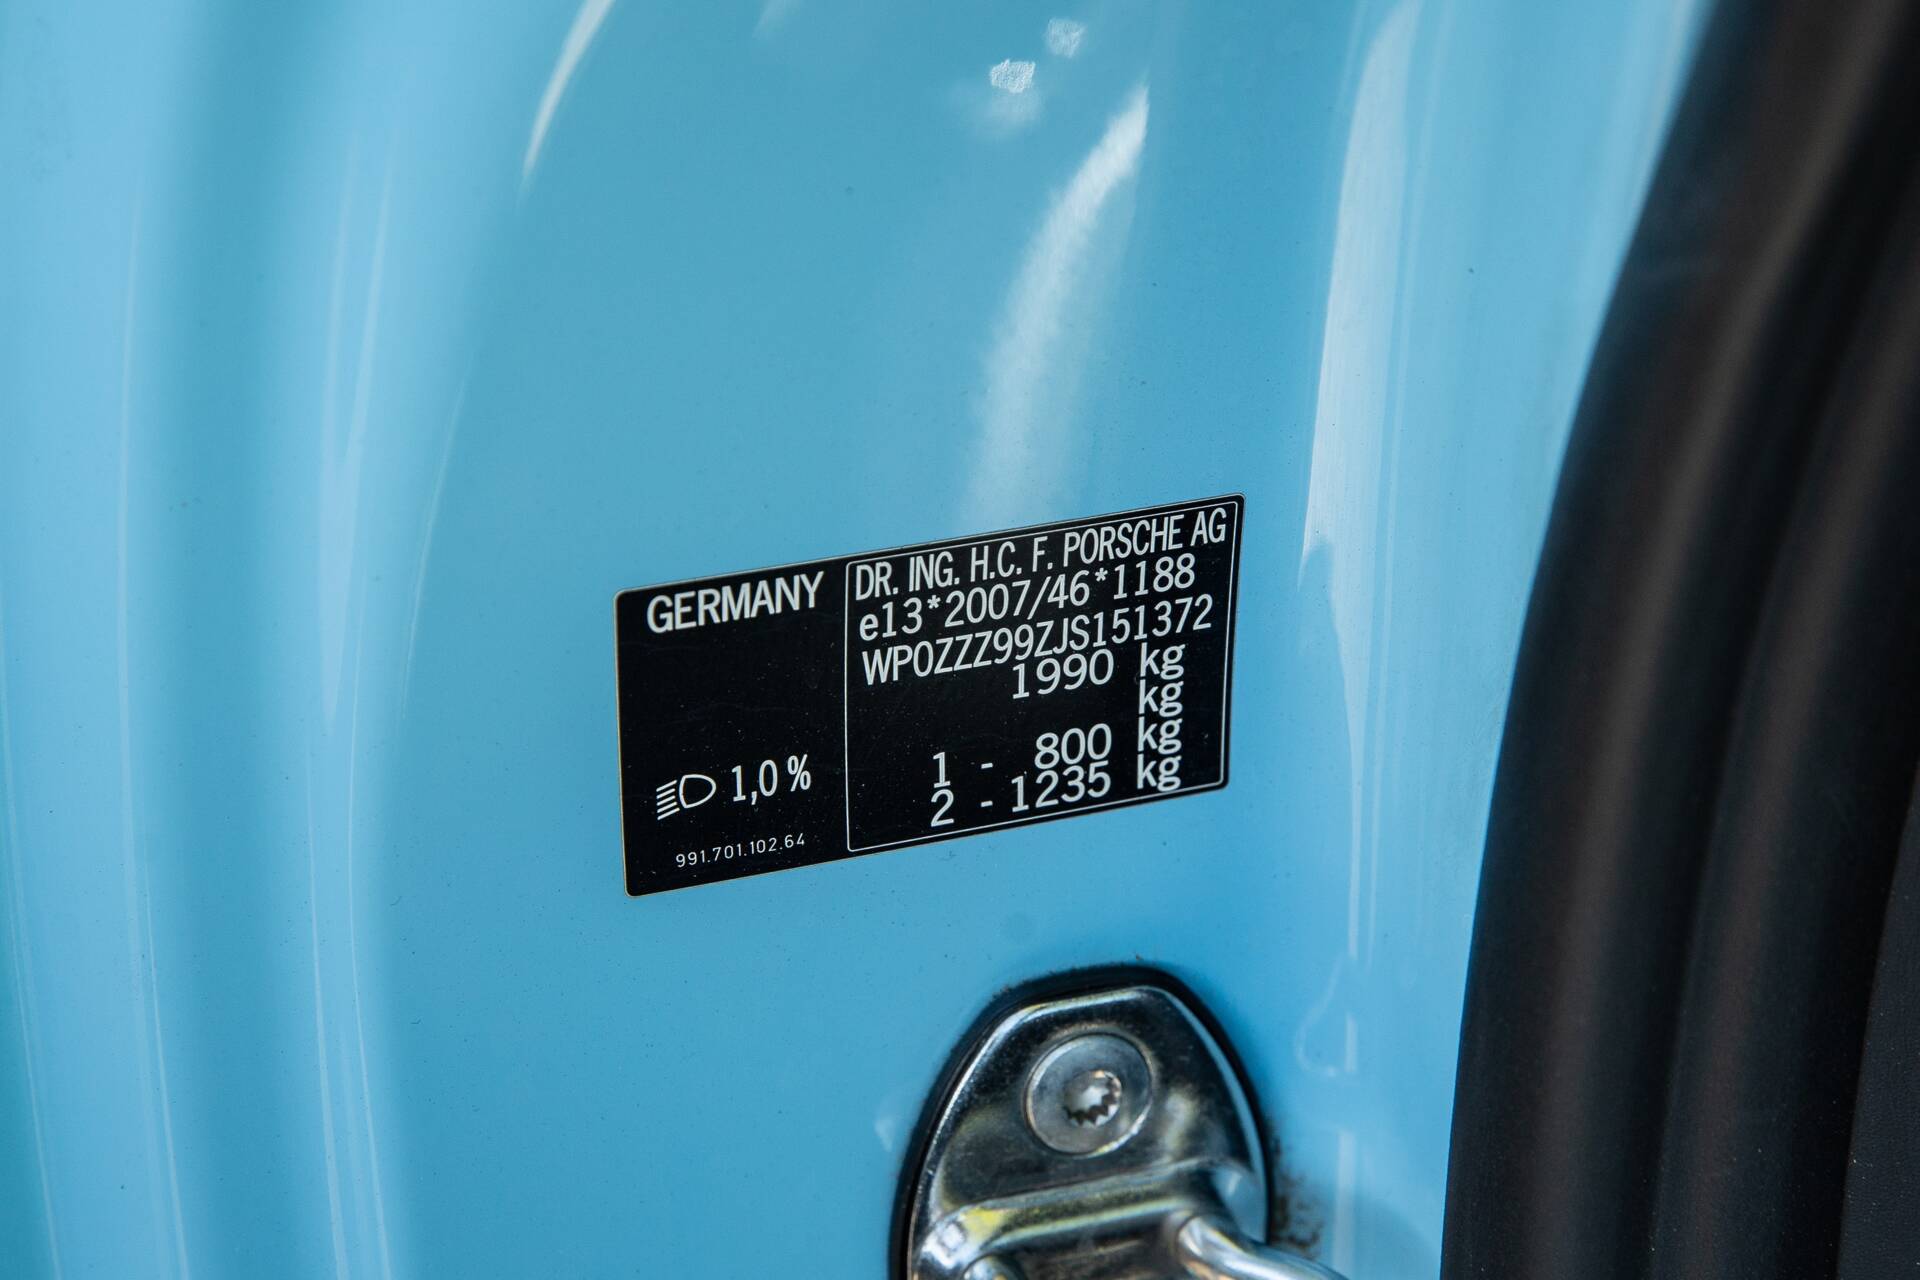 GERMANY
1,0 %
991.701.102.64
DR. ING. H.C. F. PORSCHE AG
e13*2007/46*1188
WP0ZZZ99ZJS151372
1990 kg
kg
1 - 800 kg
2 - 1235 kg